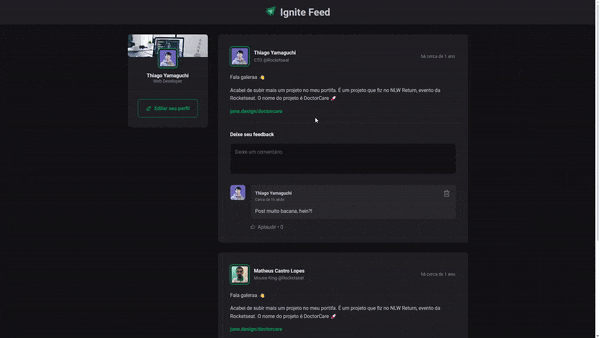 Ignite Feed
Thiago Yamaguchi
Web Developer
Editar seu perfil
Thiago Yamaguchi
CTO @Rocketseat
há cerca de 1 ano
Fala galeraa 👋
Acabei de subir mais um projeto no meu portifa. É um projeto que fiz no NLW Return, evento da
Rocketseat. O nome do projeto é DoctorCare 🚀
jane.design/doctorcare
Deixe seu feedback
Deixe um comentário
Thiago Yamaguchi
Cerca de 1h atrás
Post muito bacana, hein?!
Aplaudir • 0
Matheus Castro Lopes
@Rocketseat
há cerca de 1 ano
Fala galeraa 👋
Acabei de subir mais um projeto no meu portifa. É um projeto que fiz no NLW Return, evento da
Rocketseat. O nome do projeto é DoctorCare 🚀
jane.design/doctorcare